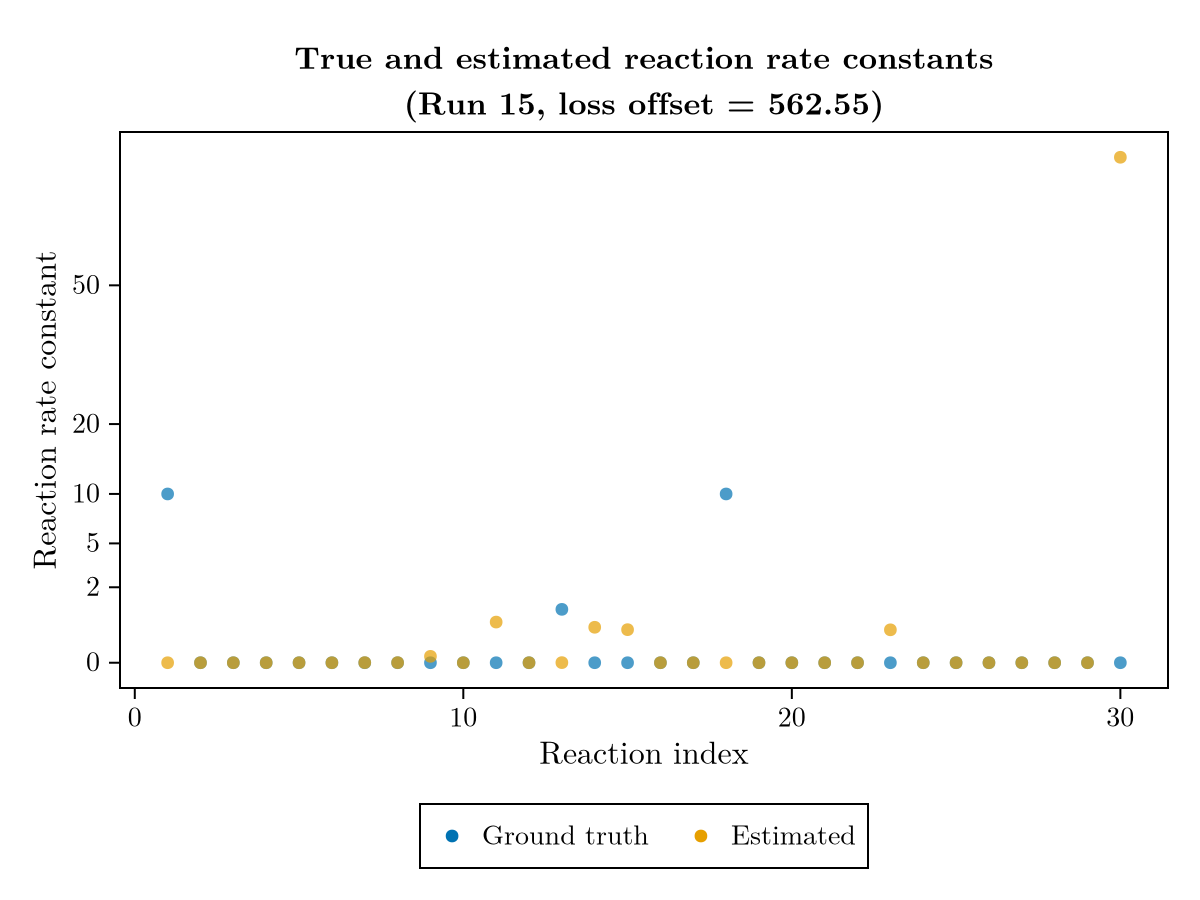 True and estimated reaction rate constants
(Run 15, loss offset = 562.55)
Reaction rate constant
50
20
10
5
2
0
0 10 20 30
Reaction index
Ground truth Estimated